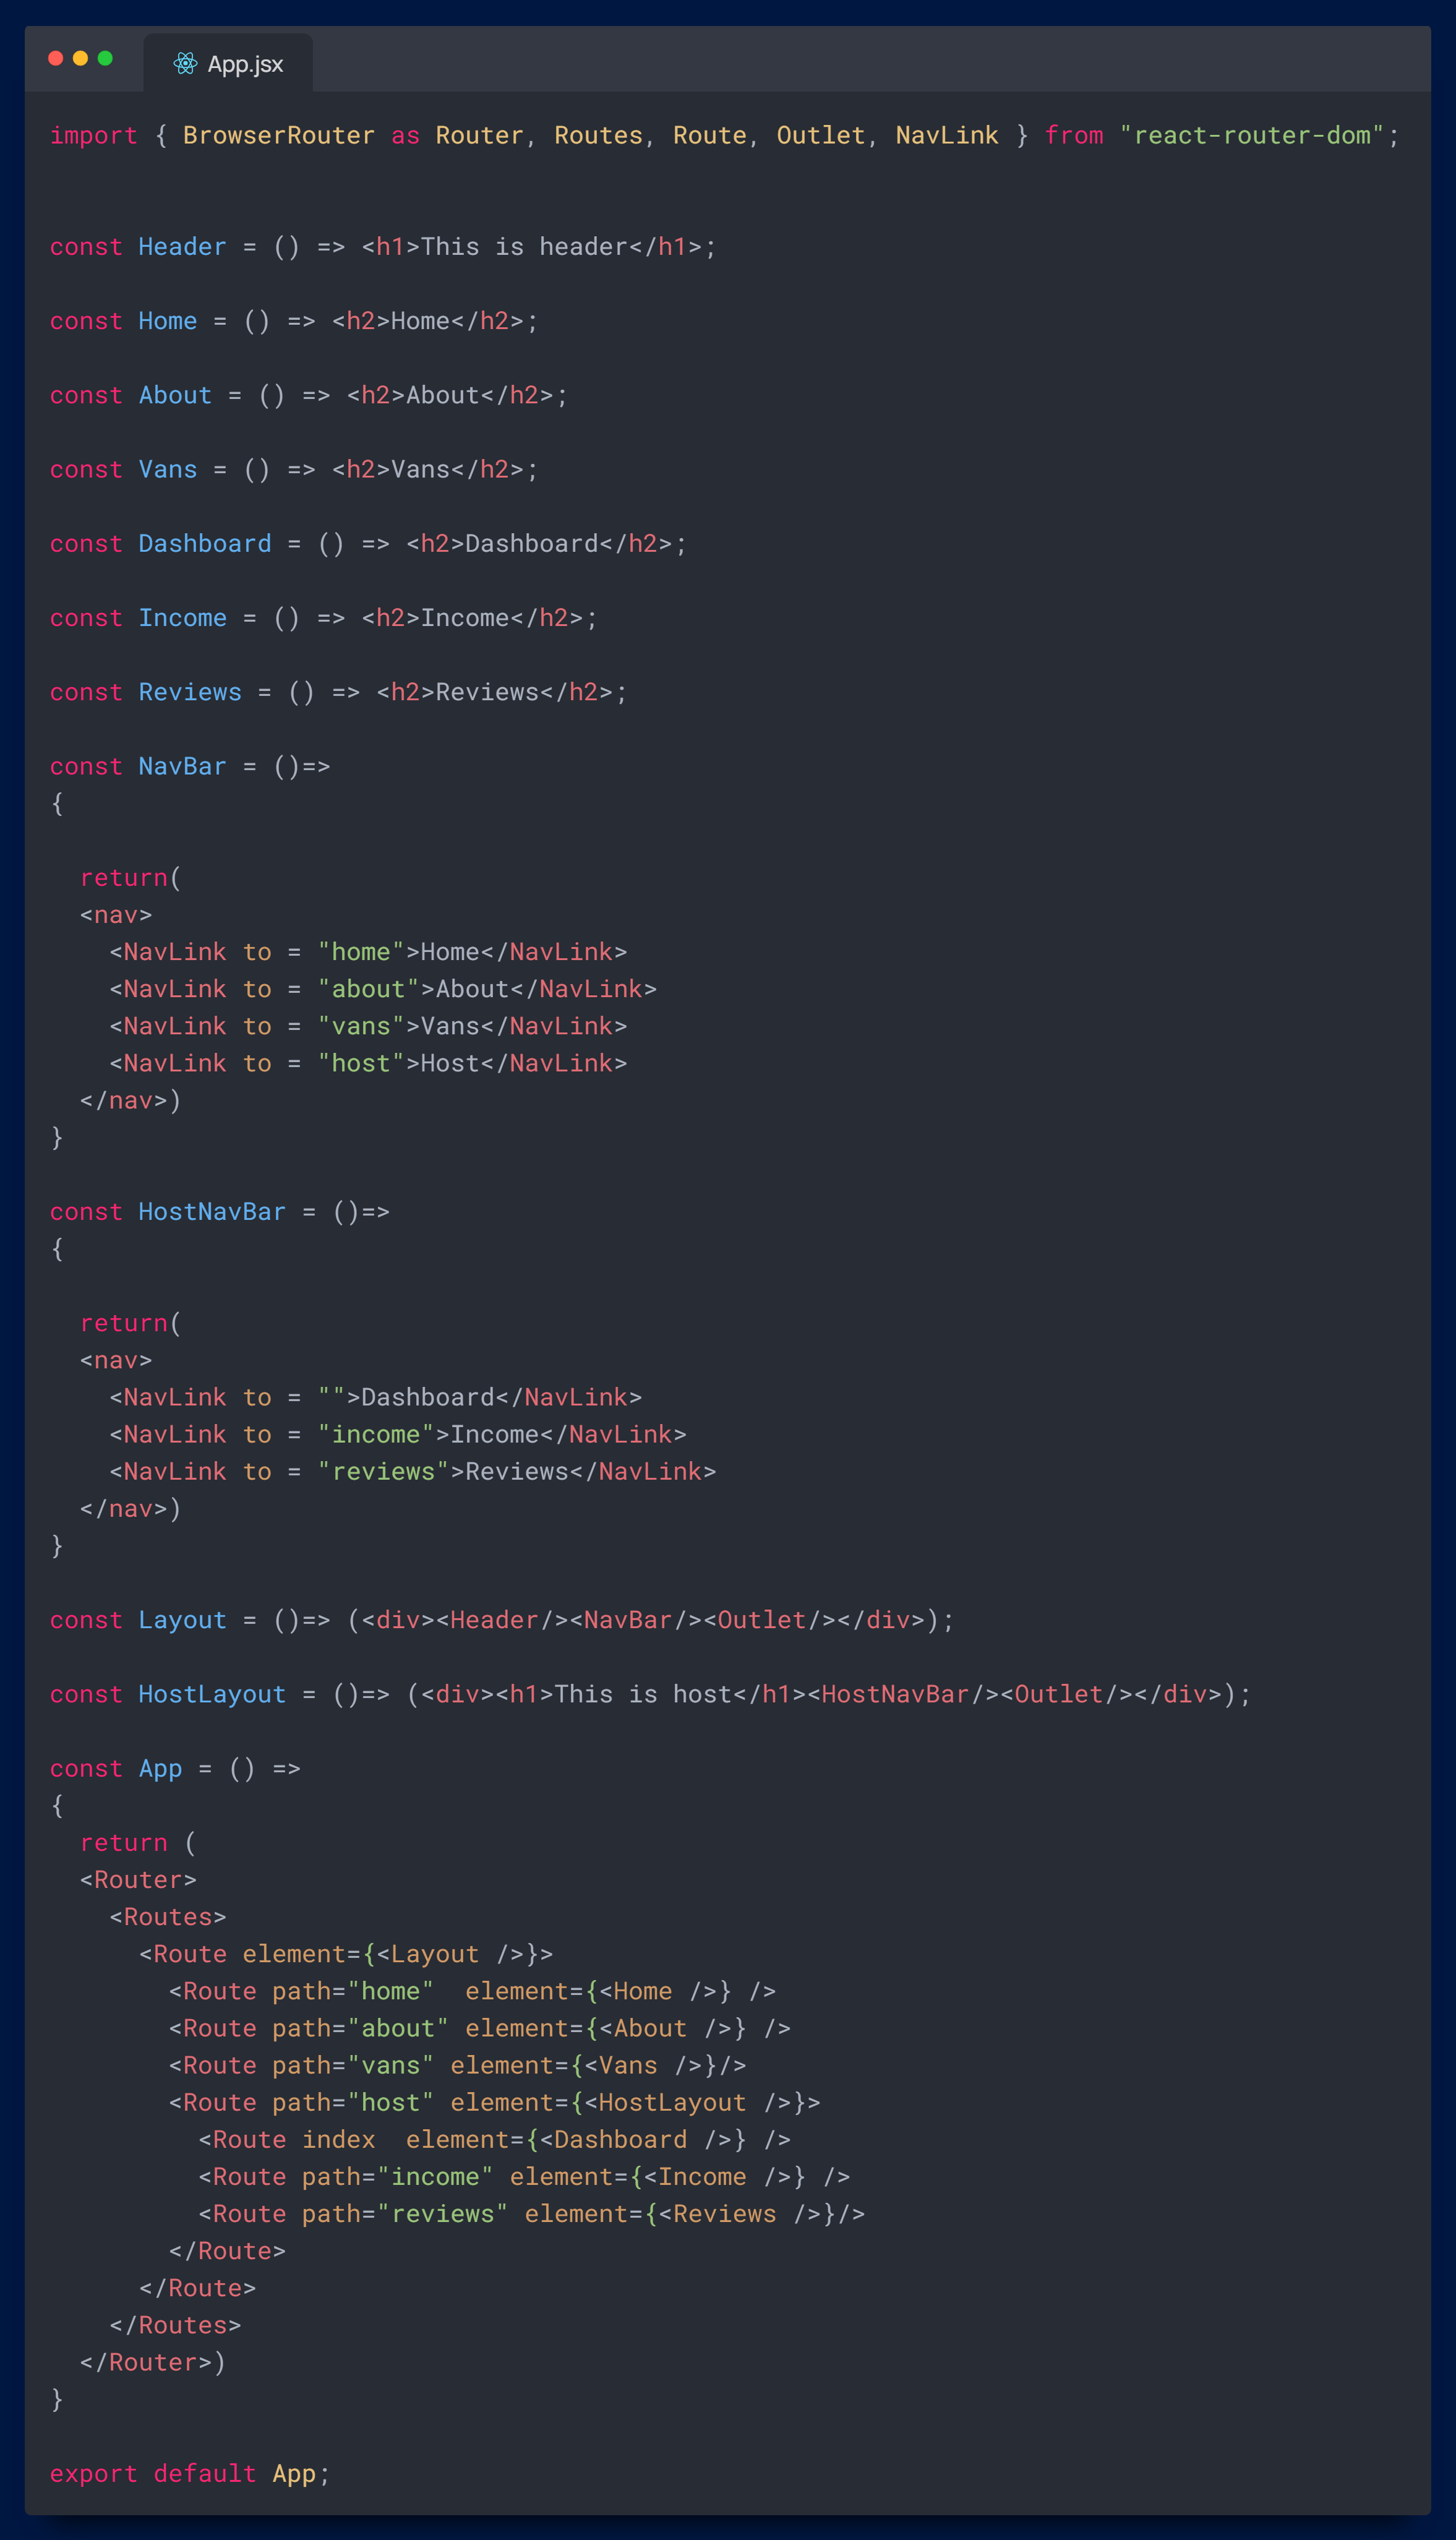 App.jsx
import { BrowserRouter as Router, Routes, Route, Outlet, NavLink } from "react-router-dom";
const Header = () => <h1>This is header</h1>;
const Home = () => <h2>Home</h2>;
const About = () => <h2>About</h2>;
const Vans = () => <h2>Vans</h2>;
const Dashboard = () => <h2>Dashboard</h2>;
const Income = () => <h2>Income</h2>;
const Reviews = () => <h2>Reviews</h2>;
const NavBar = ()=>
{
  return(
  <nav>
    <NavLink to = "home">Home</NavLink>
    <NavLink to = "about">About</NavLink>
    <NavLink to = "vans">Vans</NavLink>
    <NavLink to = "host">Host</NavLink>
  </nav>)
}
const HostNavBar = ()=>
{
  return(
  <nav>
    <NavLink to = "">Dashboard</NavLink>
    <NavLink to = "income">Income</NavLink>
    <NavLink to = "reviews">Reviews</NavLink>
  </nav>)
}
const Layout = ()=> (<div><Header/><NavBar/><Outlet/></div>);
const HostLayout = ()=> (<div><h1>This is host</h1><HostNavBar/><Outlet/></div>);
const App = () =>
{
  return (
  <Router>
    <Routes>
      <Route element={<Layout />}>
        <Route path="home"  element={<Home />} />
        <Route path="about" element={<About />} />
        <Route path="vans" element={<Vans />}/>
        <Route path="host" element={<HostLayout />}>
          <Route index  element={<Dashboard />} />
          <Route path="income" element={<Income />} />
          <Route path="reviews" element={<Reviews />}/>
        </Route>
      </Route>
    </Routes>
  </Router>)
}
export default App;